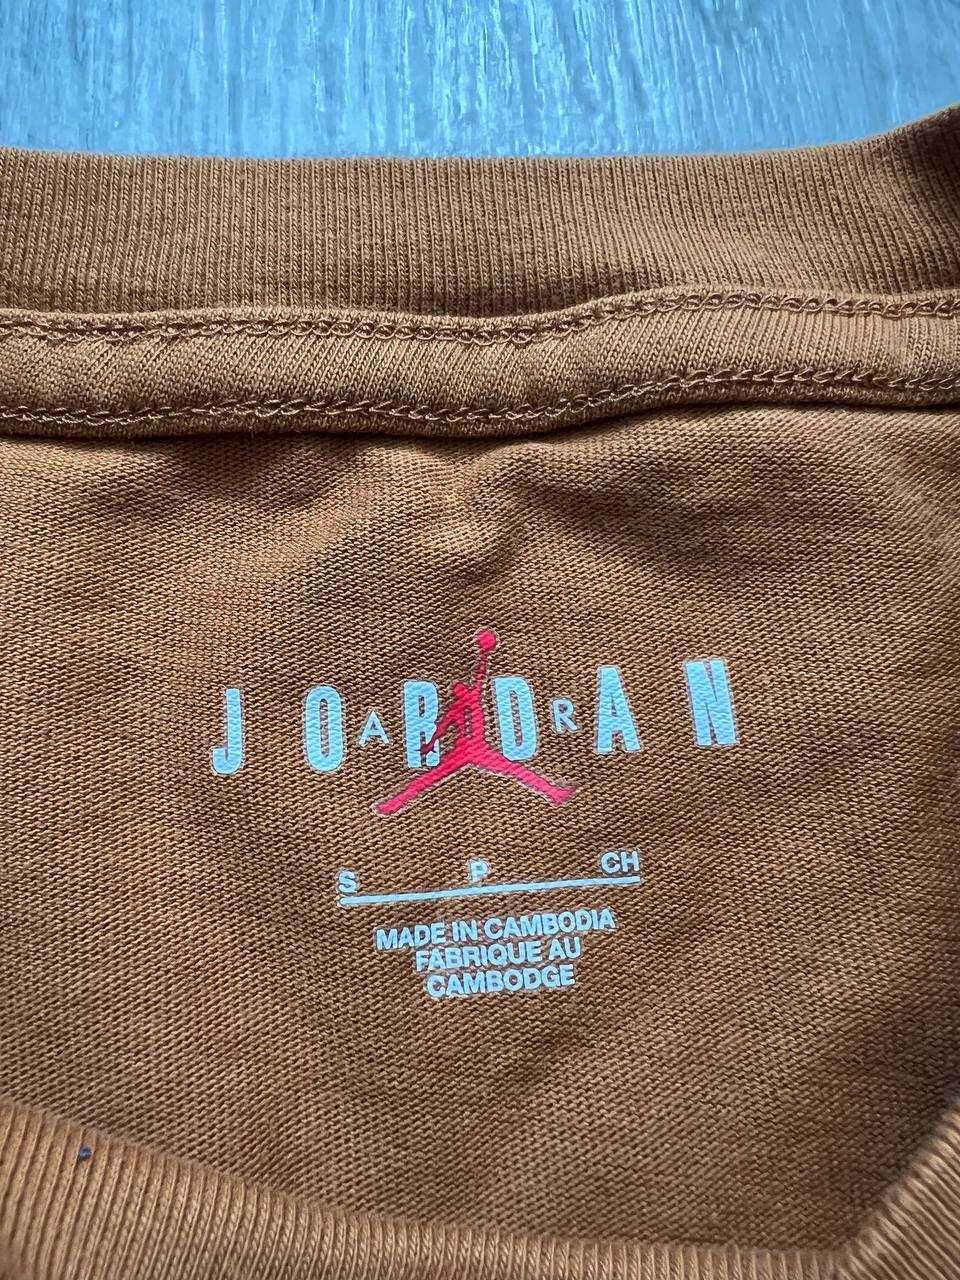 JORDAN
AIR
S P CH
MADE IN CAMBODIA
FABRIQUE AU
CAMBODGE